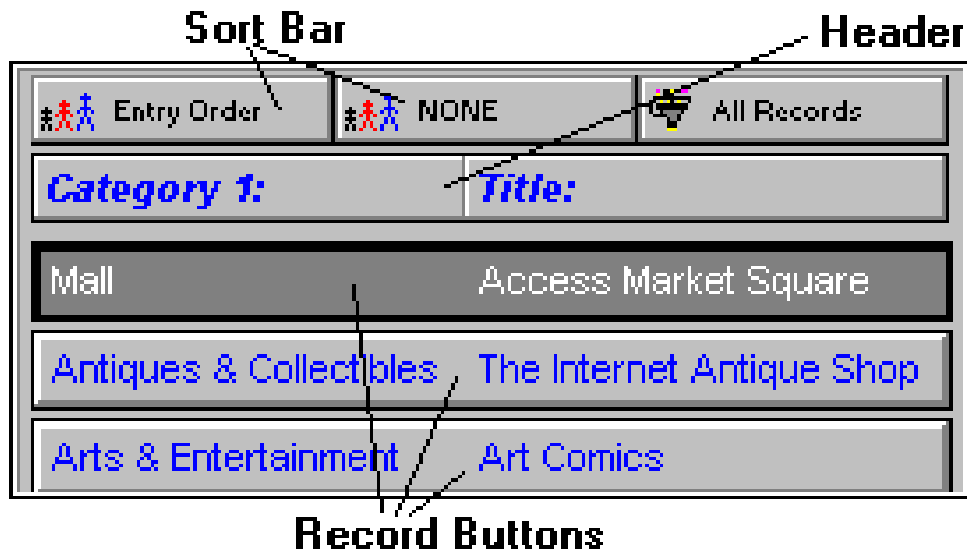 Sort Bar Header
Entry Order NONE All Records
Category 1: Title:
Mall Access Market Square
Antiques & Collectibles The Internet Antique Shop
Arts & Entertainment Art Comics
Record Buttons